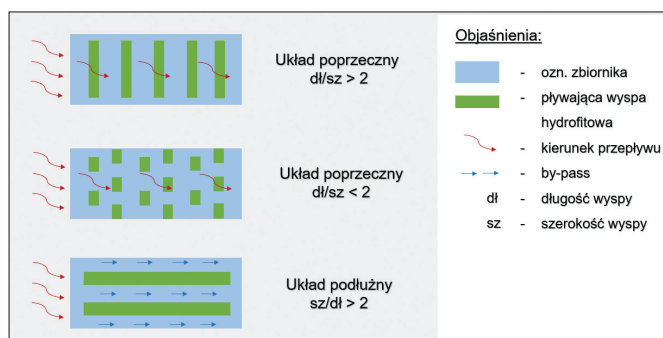 Układ poprzeczny
dł/sz > 2
Układ poprzeczny
dł/sz < 2
Układ podłużny
sz/dł > 2
Objaśnienia:
- ozn. zbiornika
- pływająca wyspa
hydrofitowa
- kierunek przepływu
- by-pass
dł - długość wyspy
sz - szerokość wyspy